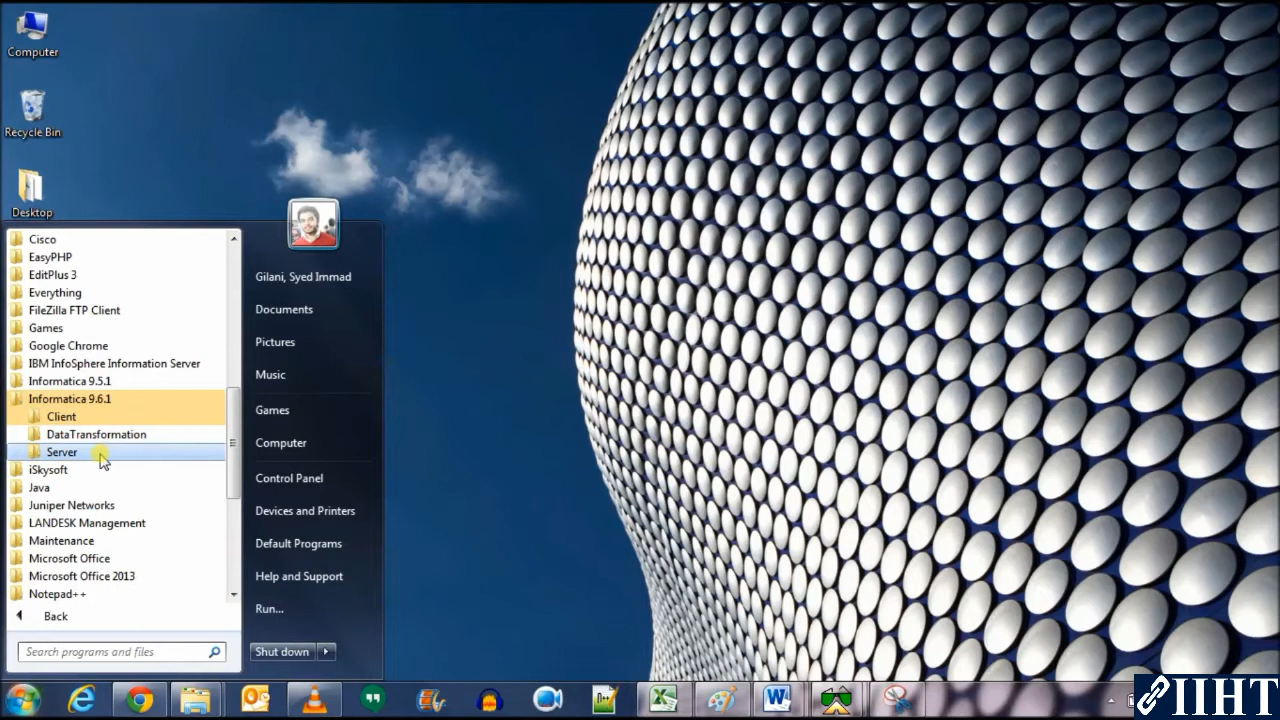 Computer
Recycle Bin
Desktop
Cisco
EasyPHP
EditPlus 3
Everything
FileZilla FTP Client
Games
Google Chrome
IBM InfoSphere Information Server
Informatica 9.5.1
Informatica 9.6.1
Client
DataTransformation
Server
iSkysoft
Java
Juniper Networks
LANDESK Management
Maintenance
Microsoft Office
Microsoft Office 2013
Notepad++
Back
Search programs and files
Gilani, Syed Immad
Documents
Pictures
Music
Games
Computer
Control Panel
Devices and Printers
Default Programs
Help and Support
Run...
Shut down
IIHT